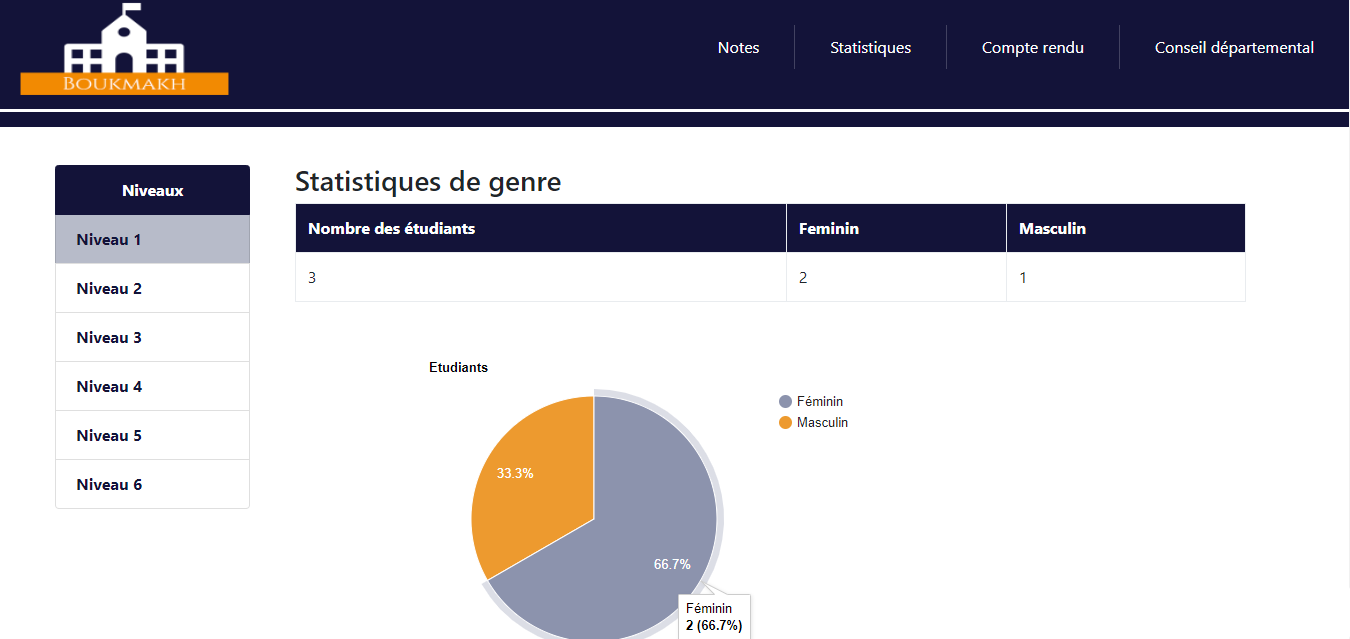 BOUKMAKH
Notes
Statistiques
Compte rendu
Conseil départemental
Niveaux
Niveau 1
Niveau 2
Niveau 3
Niveau 4
Niveau 5
Niveau 6
Statistiques de genre
Nombre des étudiants Feminin Masculin
3 2 1
Etudiants
Féminin
Masculin
33.3%
66.7%
Féminin
2 (66.7%)